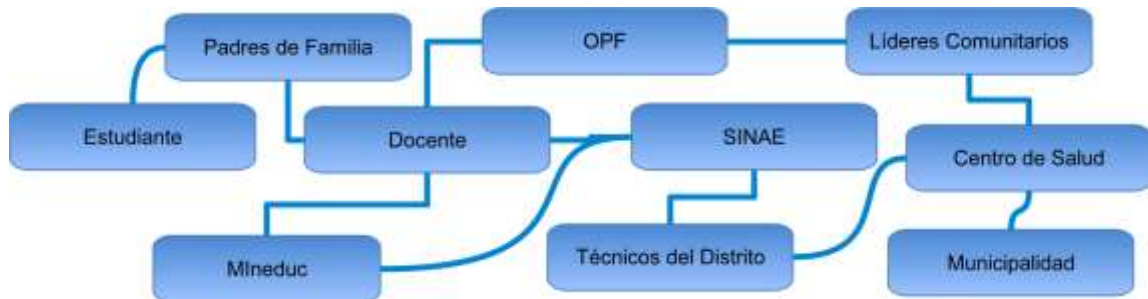 Padres de Familia
OPF
Líderes Comunitarios
Estudiante
Docente
SINAE
Centro de Salud
MIneduc
Técnicos del Distrito
Municipalidad